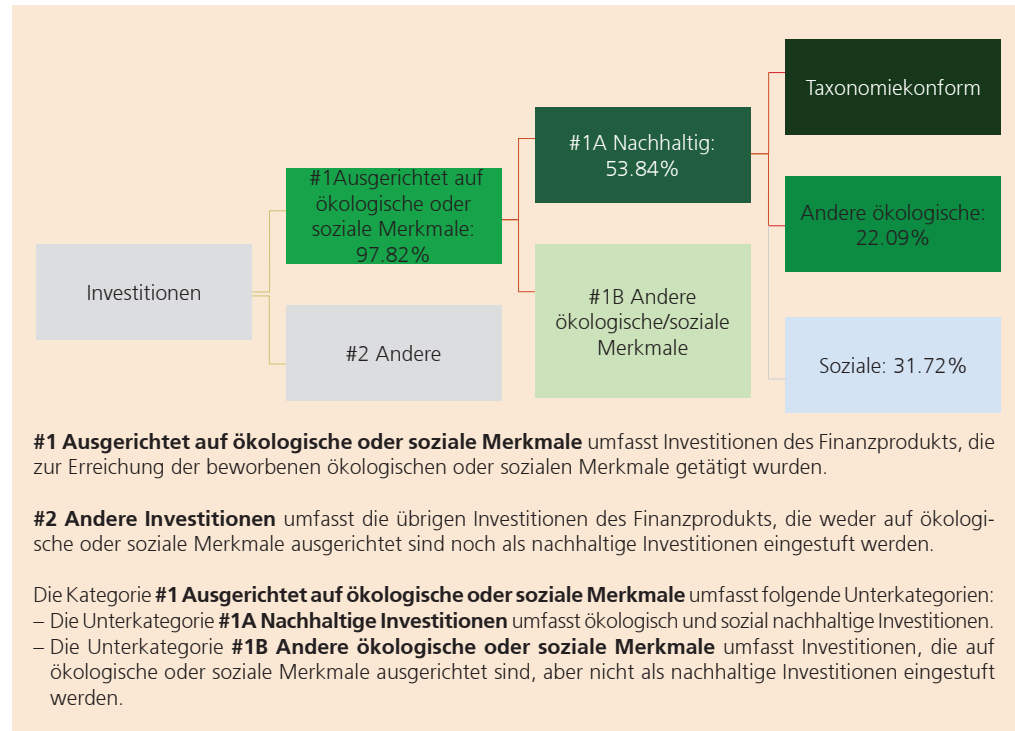 Taxonomiekonform
#1A Nachhaltig:
53.84%
#1Ausgerichtet auf
ökologische oder
soziale Merkmale:
97.82%
Andere ökologische:
22.09%
Investitionen
#1B Andere
ökologische/soziale
Merkmale
#2 Andere
Soziale: 31.72%
#1 Ausgerichtet auf ökologische oder soziale Merkmale umfasst Investitionen des Finanzprodukts, die
zur Erreichung der beworbenen ökologischen oder sozialen Merkmale getätigt wurden.
#2 Andere Investitionen umfasst die übrigen Investitionen des Finanzprodukts, die weder auf ökologi-
sche oder soziale Merkmale ausgerichtet sind noch als nachhaltige Investitionen eingestuft werden.
Die Kategorie #1 Ausgerichtet auf ökologische oder soziale Merkmale umfasst folgende Unterkategorien:
– Die Unterkategorie #1A Nachhaltige Investitionen umfasst ökologisch und sozial nachhaltige Investitionen.
– Die Unterkategorie #1B Andere ökologische oder soziale Merkmale umfasst Investitionen, die auf
ökologische oder soziale Merkmale ausgerichtet sind, aber nicht als nachhaltige Investitionen eingestuft
werden.